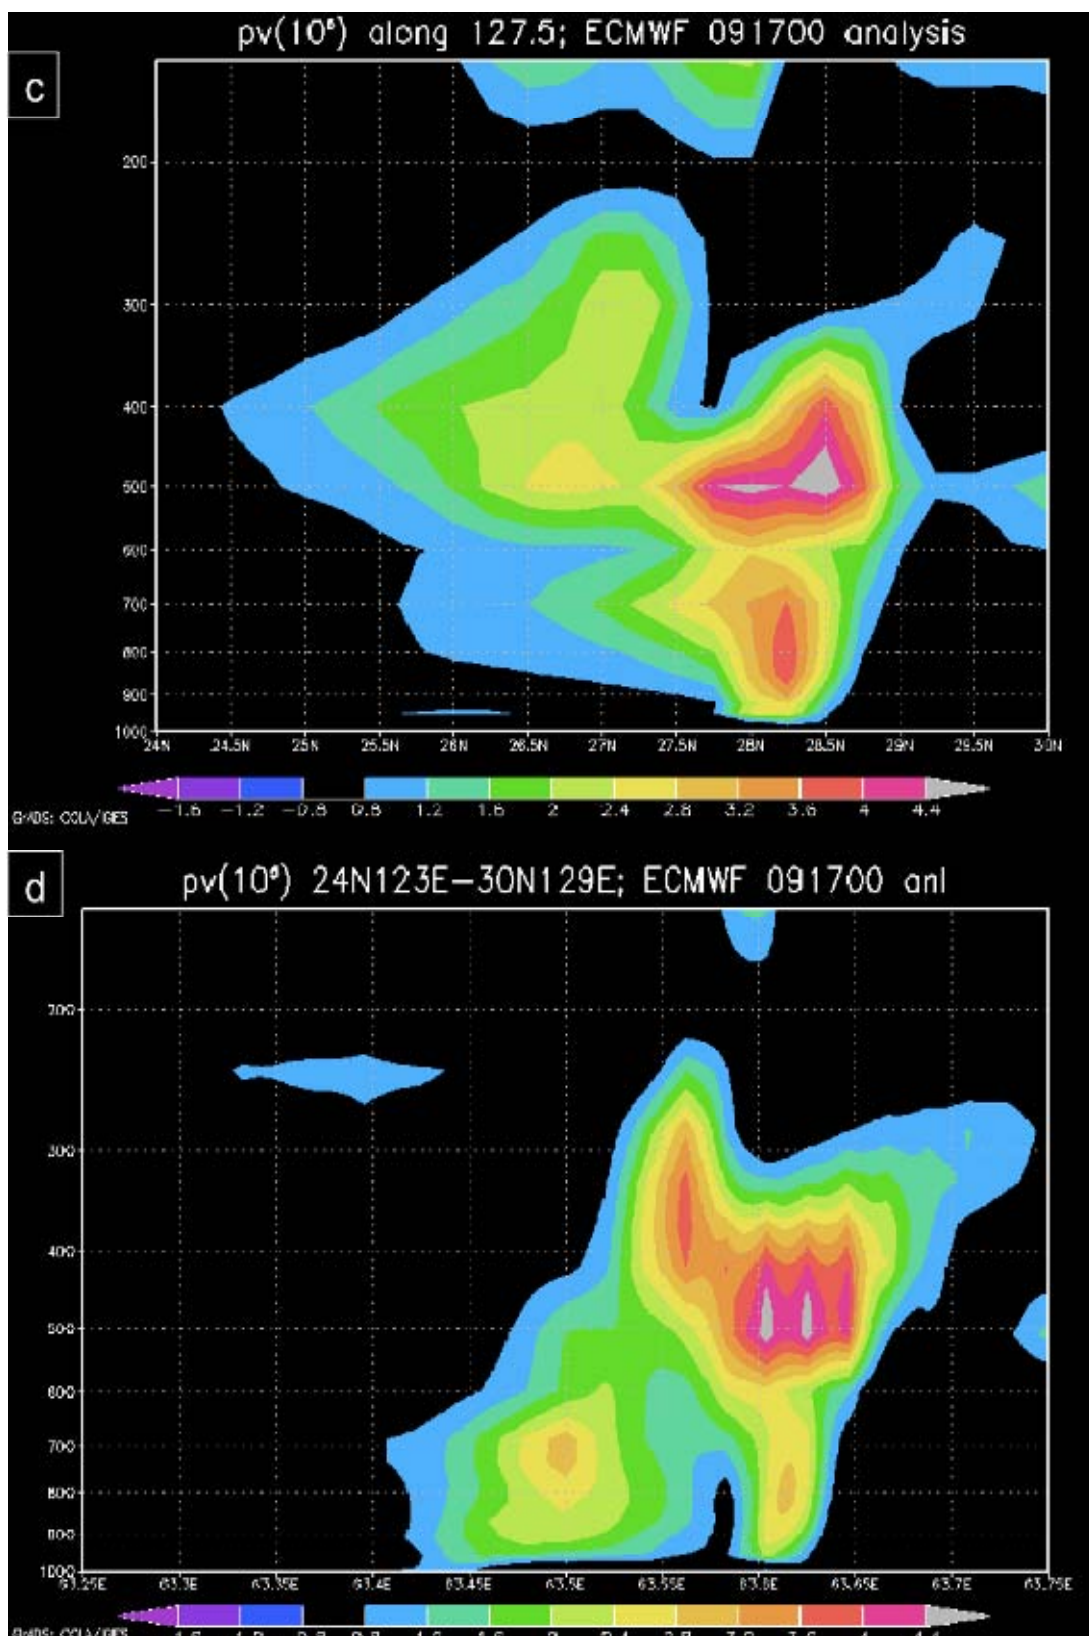 pv(10⁶) along 127.5; ECMWF 091700 analysis
c
200
300
400
500
600
700
800
900
1000
24N 24.5N 25N 25.5N 26N 26.5N 27N 27.5N 28N 28.5N 29N 29.5N 30N
-1.6 -1.2 -0.8 0.8 1.2 1.6 2 2.4 2.8 3.2 3.6 4 4.4
GrADS: COLA/IGES
d
pv(10⁶) 24N123E-30N129E; ECMWF 091700 anl
200
300
400
500
600
700
800
900
1000
63.25E 63.3E 63.35E 63.4E 63.45E 63.5E 63.55E 63.6E 63.65E 63.7E 63.75E